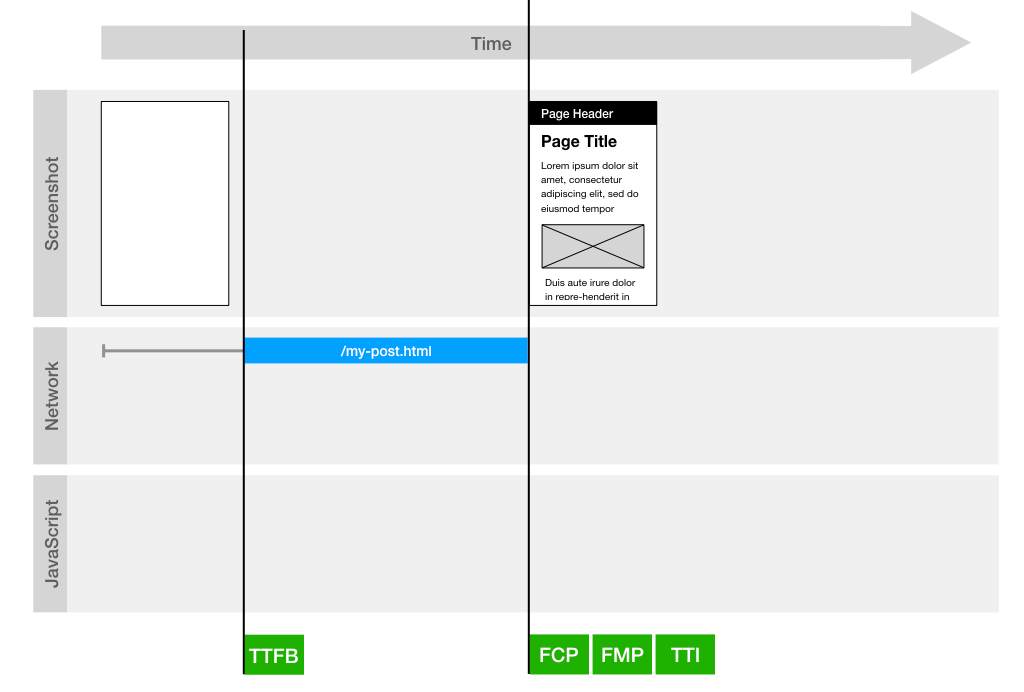 Time
Screenshot
Page Header
Page Title
Lorem ipsum dolor sit
amet, consectetur
adipiscing elit, sed do
eiusmod tempor
Duis aute irure dolor
in repre-henderit in
Network
/my-post.html
JavaScript
TTFB
FCP
FMP
TTI